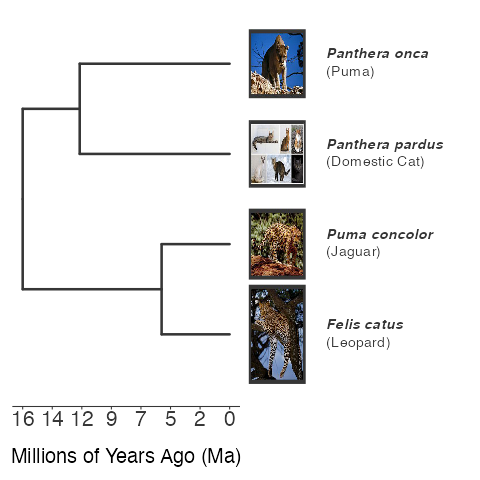 Panthera onca
(Puma)
Panthera pardus
(Domestic Cat)
Puma concolor
(Jaguar)
Felis catus
(Leopard)
16 14 12 9 7 5 2 0
Millions of Years Ago (Ma)